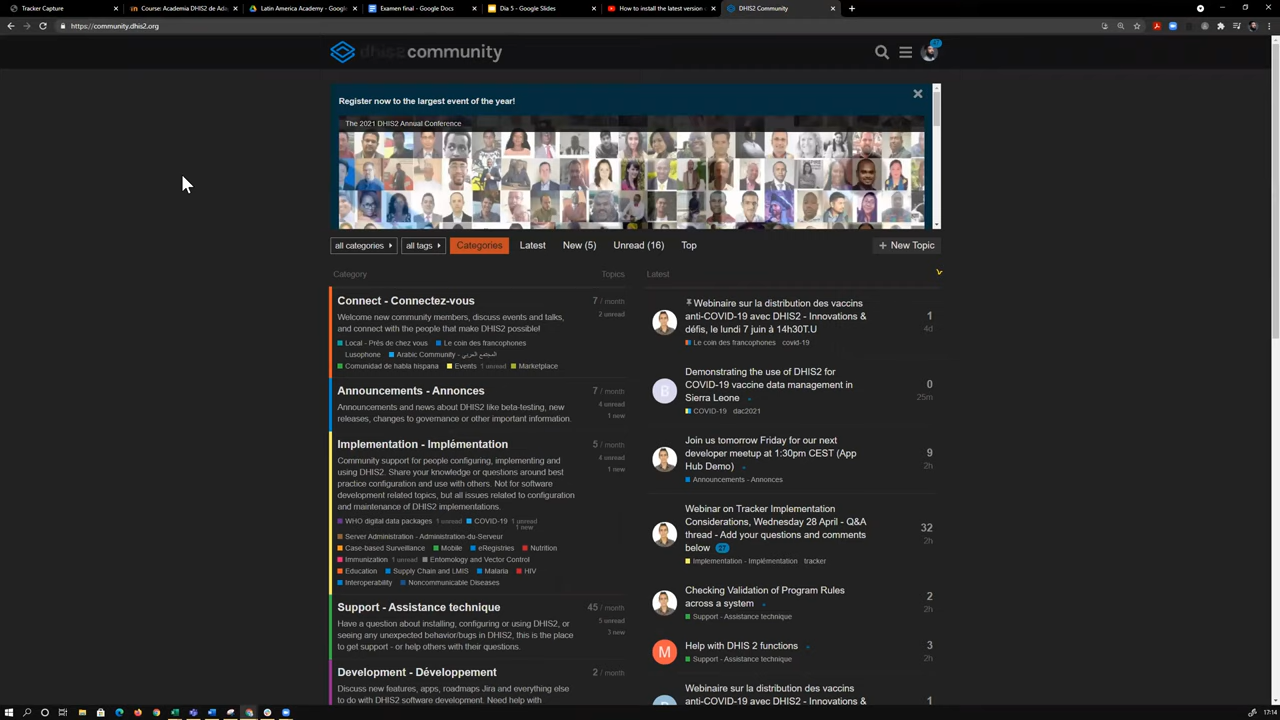 Tracker Capture
Course: Academia DHIS2 de Ad
Latin America Academy - Google
Examen final - Google Docs
Dia 5 - Google Slides
How to install the latest version
DHIS2 Community
https://community.dhis2.org
dhis2community
Register now to the largest event of the year!
The 2021 DHIS2 Annual Conference
all categories
all tags
Categories
Latest
New (5)
Unread (16)
Top
+ New Topic
Category
Topics
Latest
Connect - Connectez-vous
7 / month
2 unread
Welcome new community members, discuss events and talks,
and connect with the people that make DHIS2 possible!
Local - Près de chez vous
Le coin des francophones
Lusophone
Arabic Community - المجتمع العربي
Comunidad de habla hispana
Events 1 unread
Marketplace
Announcements - Annonces
7 / month
4 unread
1 new
Announcements and news about DHIS2 like beta-testing, new
releases, changes to governance or other important information.
Implementation - Implémentation
5 / month
4 unread
1 new
Community support for people configuring, implementing and
using DHIS2. Share your knowledge or questions around best
practice configuration and use with others. Not for software
development related topics, but all issues related to configuration
and maintenance of DHIS2 implementations.
WHO digital data packages 1 unread
COVID-19 1 unread
1 new
Server Administration - Administration-du-Serveur
Case-based Surveillance
Mobile
eRegistries
Nutrition
Immunization 1 unread
Entomology and Vector Control
Education
Supply Chain and LMIS
Malaria
HIV
Interoperability
Noncommunicable Diseases
Support - Assistance technique
45 / month
5 unread
3 new
Have a question about installing, configuring or using DHIS2, or
seeing any unexpected behavior/bugs in DHIS2, this is the place
to get support - or help others with their questions.
Development - Développement
2 / month
Discuss new features, apps, roadmaps Jira and everything else
to do with DHIS2 software development. Need help with
Webinaire sur la distribution des vaccins
anti-COVID-19 avec DHIS2 - Innovations &
défis, le lundi 7 juin à 14h30T.U
1
4d
Le coin des francophones covid-19
B
Demonstrating the use of DHIS2 for
COVID-19 vaccine data management in
Sierra Leone
0
25m
COVID-19 dac2021
Join us tomorrow Friday for our next
developer meetup at 1:30pm CEST (App
Hub Demo)
9
2h
Announcements - Annonces
Webinar on Tracker Implementation
Considerations, Wednesday 28 April - Q&A
thread - Add your questions and comments
below
32
2h
Implementation - Implémentation tracker
Checking Validation of Program Rules
across a system
2
2h
Support - Assistance technique
M
Help with DHIS 2 functions
3
2h
Support - Assistance technique
Webinaire sur la distribution des vaccins
anti-COVID-19 avec DHIS2 - Innovations &
1
17:14